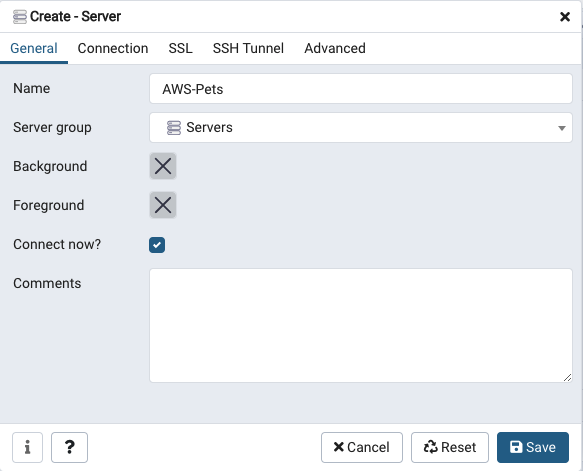 Create - Server
General Connection SSL SSH Tunnel Advanced
Name AWS-Pets
Server group Servers
Background
Foreground
Connect now?
Comments
i ? Cancel Reset Save